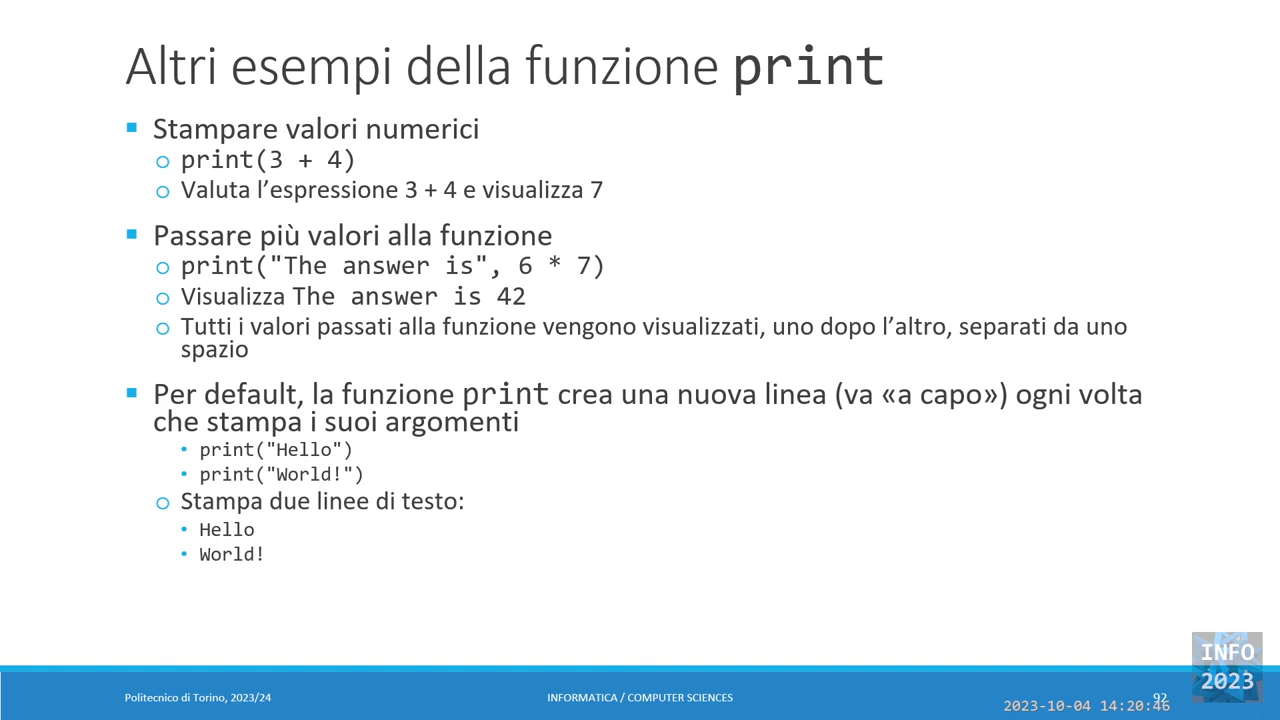 Altri esempi della funzione print
Stampare valori numerici
print(3 + 4)
Valuta l’espressione 3 + 4 e visualizza 7
Passare più valori alla funzione
print("The answer is", 6 * 7)
Visualizza The answer is 42
Tutti i valori passati alla funzione vengono visualizzati, uno dopo l’altro, separati da uno
spazio
Per default, la funzione print crea una nuova linea (va «a capo») ogni volta
che stampa i suoi argomenti
print("Hello")
print("World!")
Stampa due linee di testo:
Hello
World!
INFO
2023
Politecnico di Torino, 2023/24
INFORMATICA / COMPUTER SCIENCES
92
2023-10-04 14:20:46